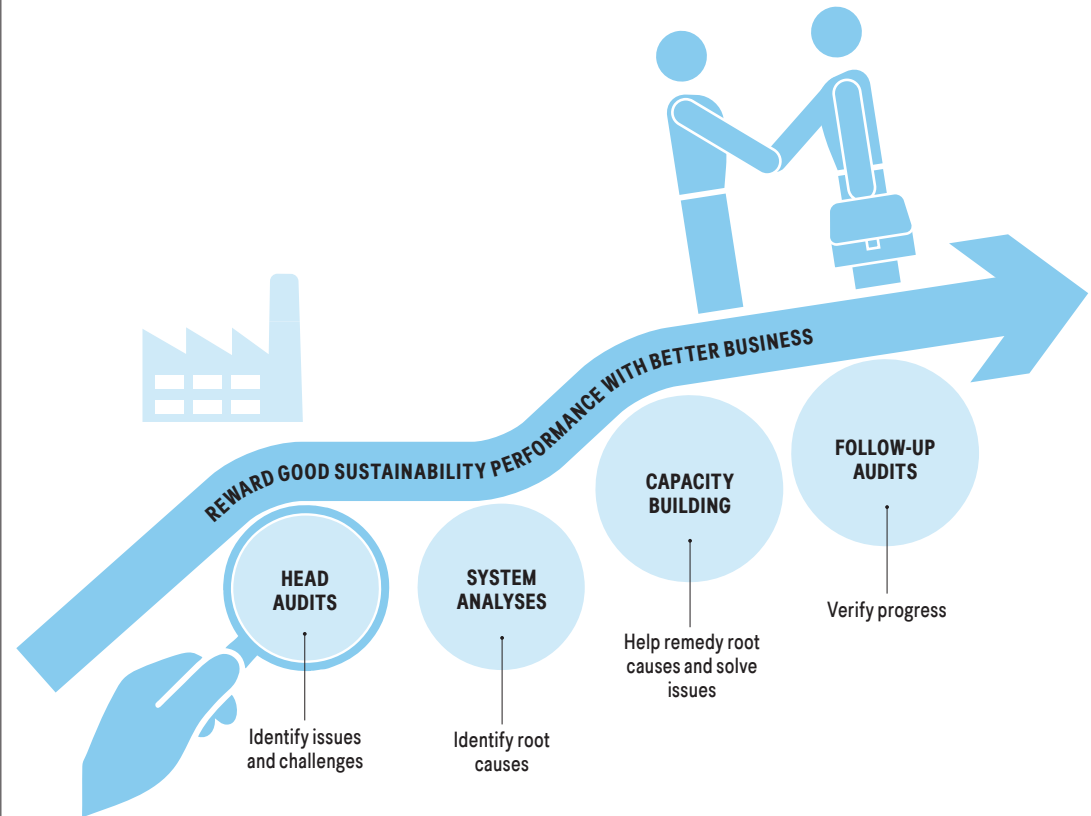 REWARD GOOD SUSTAINABILITY PERFORMANCE WITH BETTER BUSINESS
HEAD
AUDITS
Identify issues
and challenges
SYSTEM
ANALYSES
Identify root
causes
CAPACITY
BUILDING
Help remedy root
causes and solve
issues
FOLLOW-UP
AUDITS
Verify progress